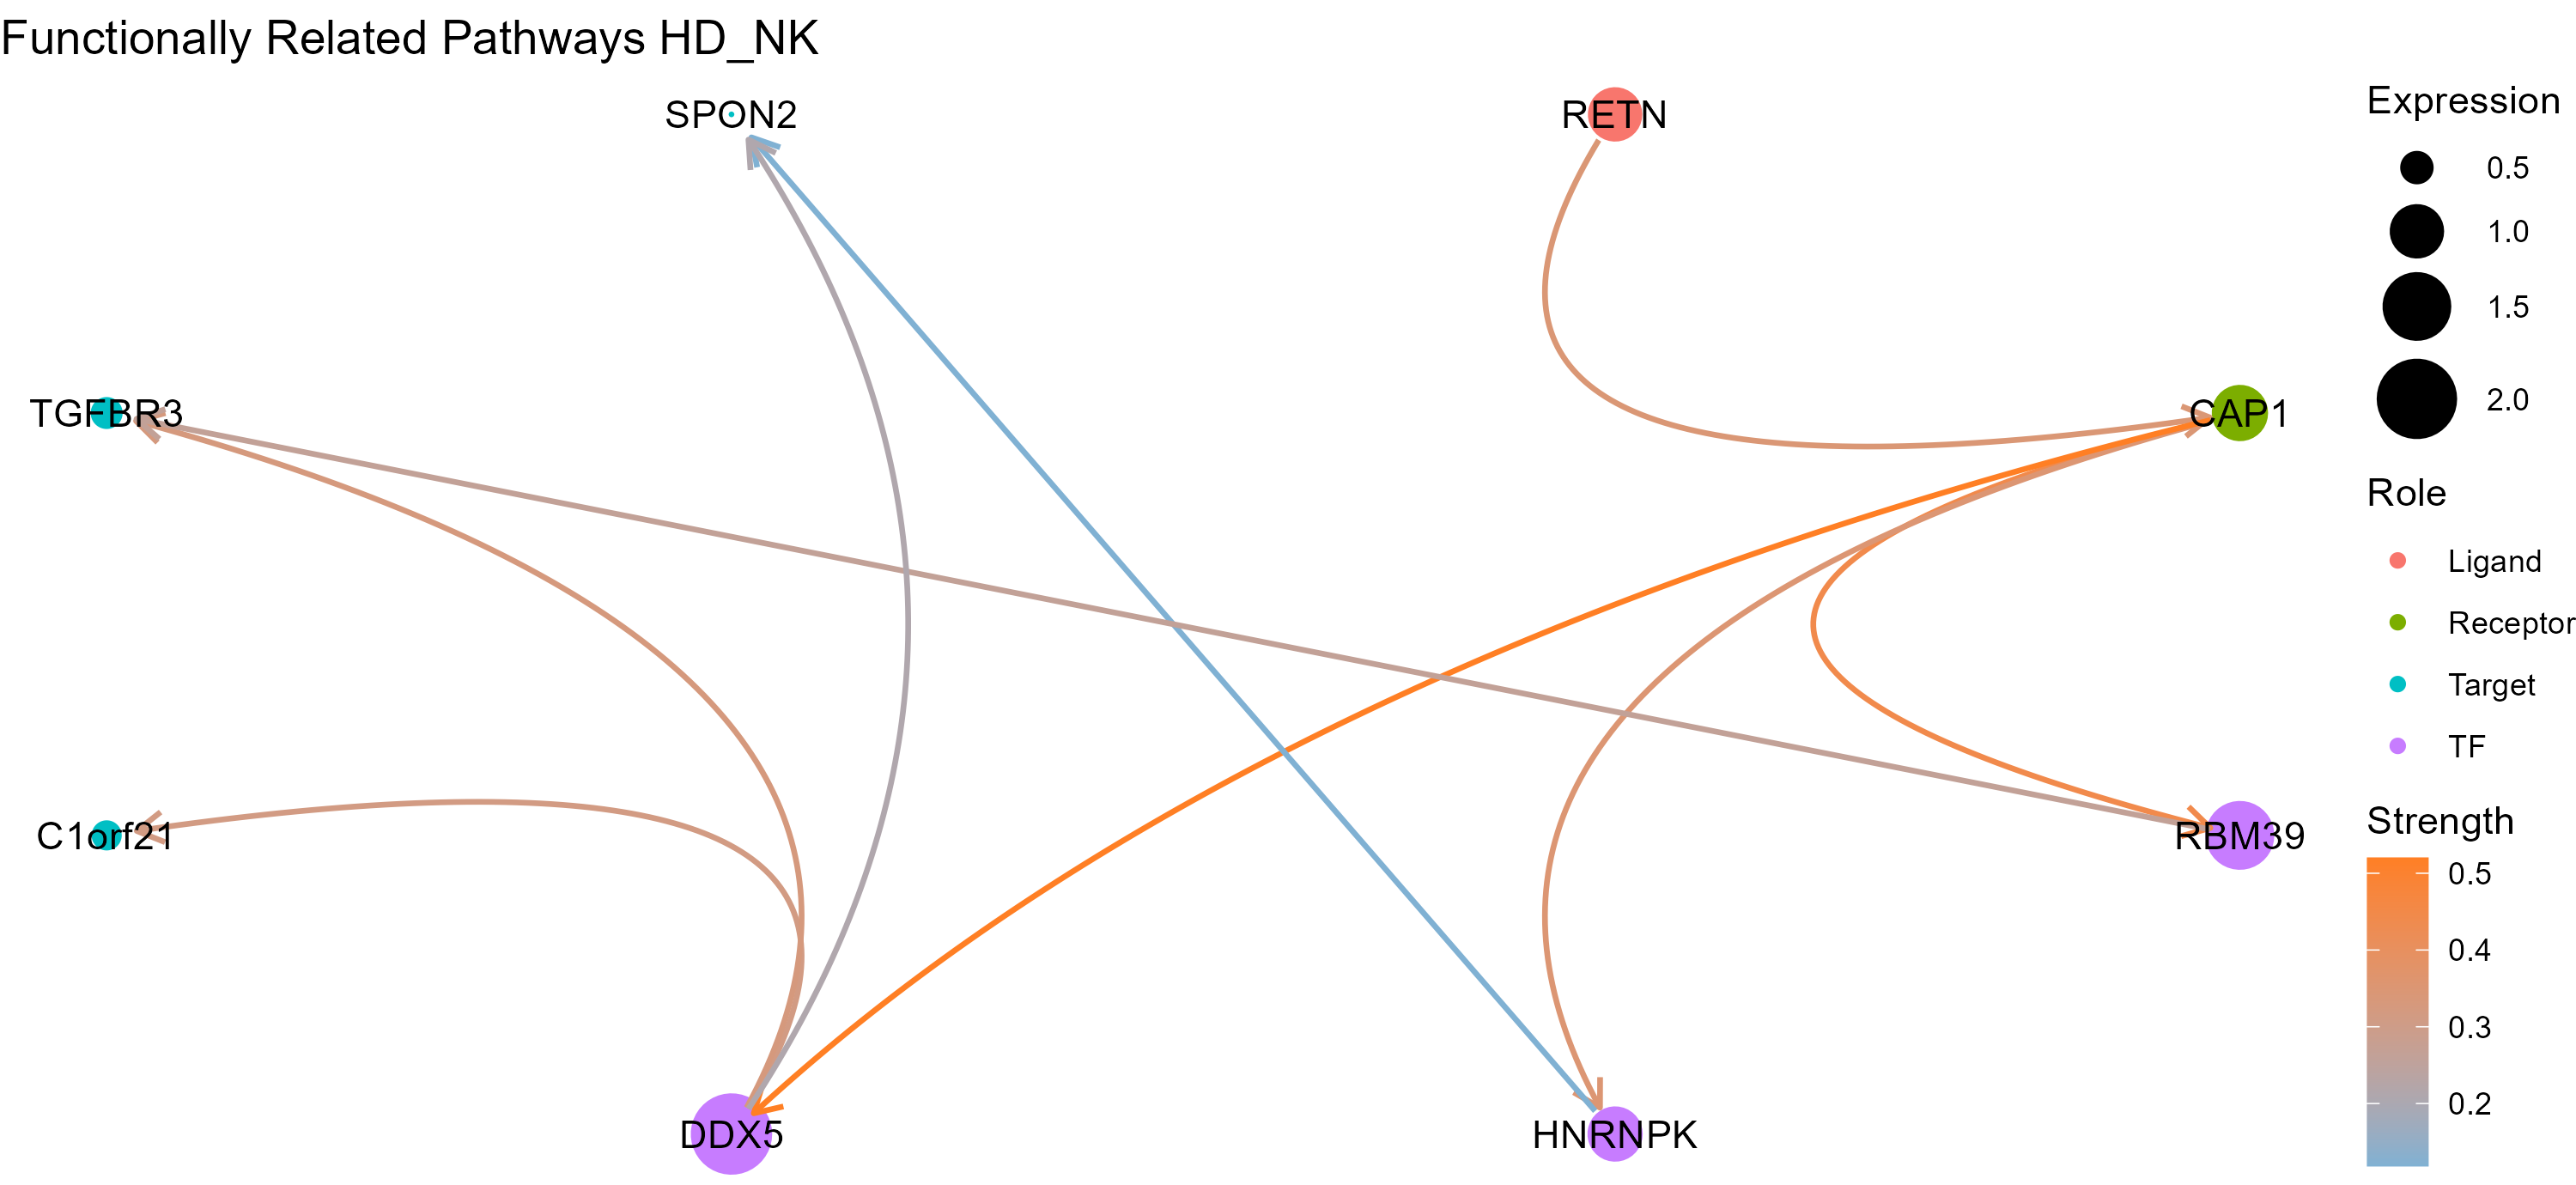 Functionally Related Pathways HD_NK
SPON2
RETN
TGFBR3
CAP1
C1orf21
RBM39
DDX5
HNRNPK
Expression
0.5
1.0
1.5
2.0
Role
Ligand
Receptor
Target
TF
Strength
0.5
0.4
0.3
0.2